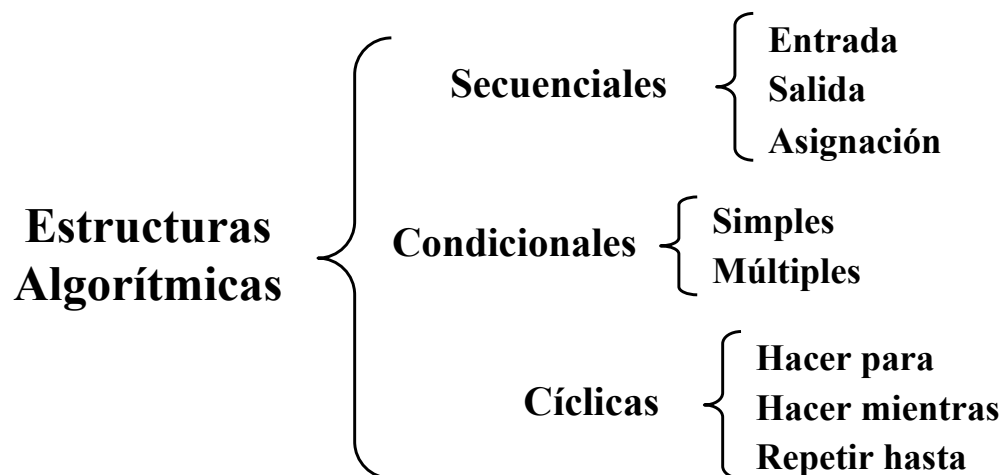 Estructuras
Algorítmicas
Secuenciales
Entrada
Salida
Asignación
Condicionales
Simples
Múltiples
Cíclicas
Hacer para
Hacer mientras
Repetir hasta